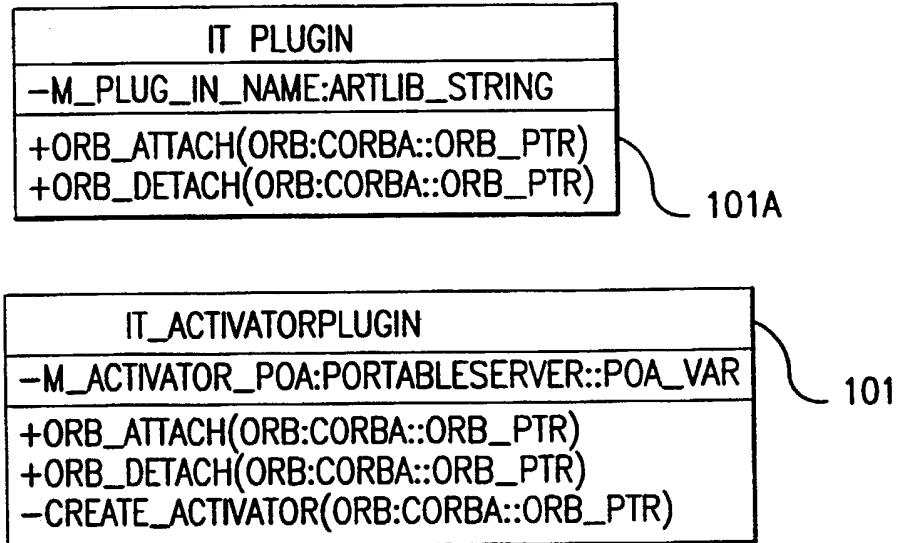 IT PLUGIN
-M_PLUG_IN_NAME:ARTLIB_STRING
+ORB_ATTACH(ORB:CORBA::ORB_PTR)
+ORB_DETACH(ORB:CORBA::ORB_PTR)
101A
IT_ACTIVATORPLUGIN
-M_ACTIVATOR_POA:PORTABLESERVER::POA_VAR
101
+ORB_ATTACH(ORB:CORBA::ORB_PTR)
+ORB_DETACH(ORB:CORBA::ORB_PTR)
-CREATE_ACTIVATOR(ORB:CORBA::ORB_PTR)